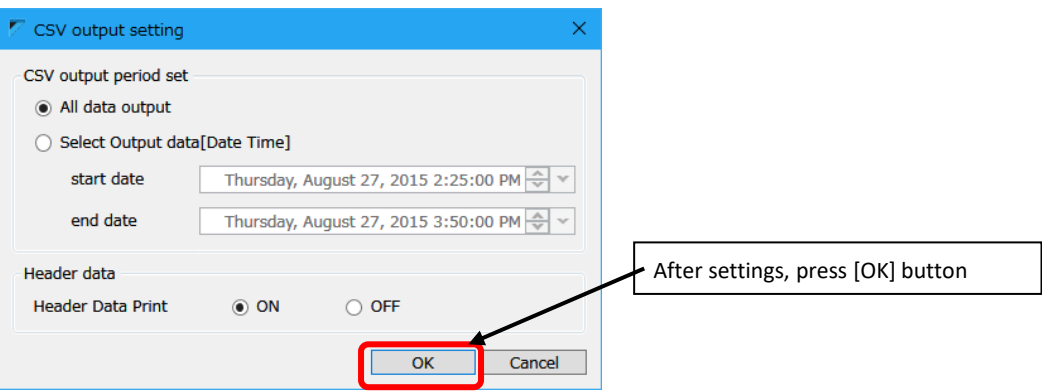 CSV output setting
CSV output period set
All data output
Select Output data[Date Time]
start date Thursday, August 27, 2015 2:25:00 PM
end date Thursday, August 27, 2015 3:50:00 PM
After settings, press [OK] button
Header data
Header Data Print ON OFF
OK Cancel